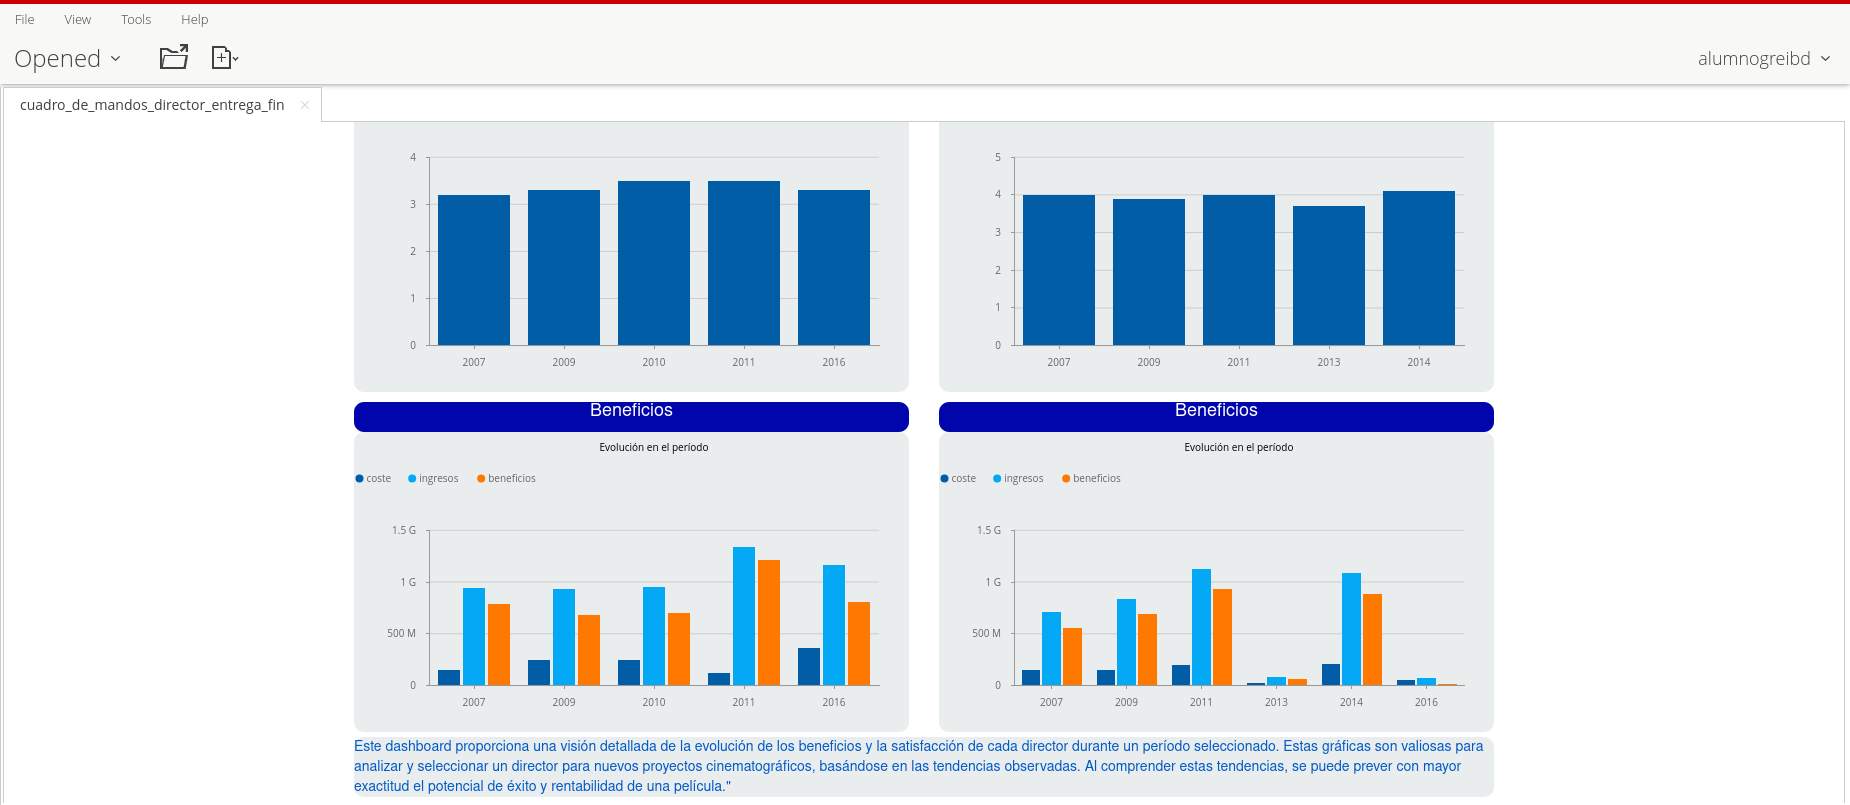 File View Tools Help
Opened
alumnogreibd
cuadro_de_mandos_director_entrega_fin
4
3
2
1
0
2007 2009 2010 2011 2016
5
4
3
2
1
0
2007 2009 2011 2013 2014
Beneficios
Evolución en el período
coste ingresos beneficios
1.5 G
1 G
500 M
0
2007 2009 2010 2011 2016
Beneficios
Evolución en el período
coste ingresos beneficios
1.5 G
1 G
500 M
0
2007 2009 2011 2013 2014 2016
Este dashboard proporciona una visión detallada de la evolución de los beneficios y la satisfacción de cada director durante un período seleccionado. Estas gráficas son valiosas para
analizar y seleccionar un director para nuevos proyectos cinematográficos, basándose en las tendencias observadas. Al comprender estas tendencias, se puede prever con mayor
exactitud el potencial de éxito y rentabilidad de una película."